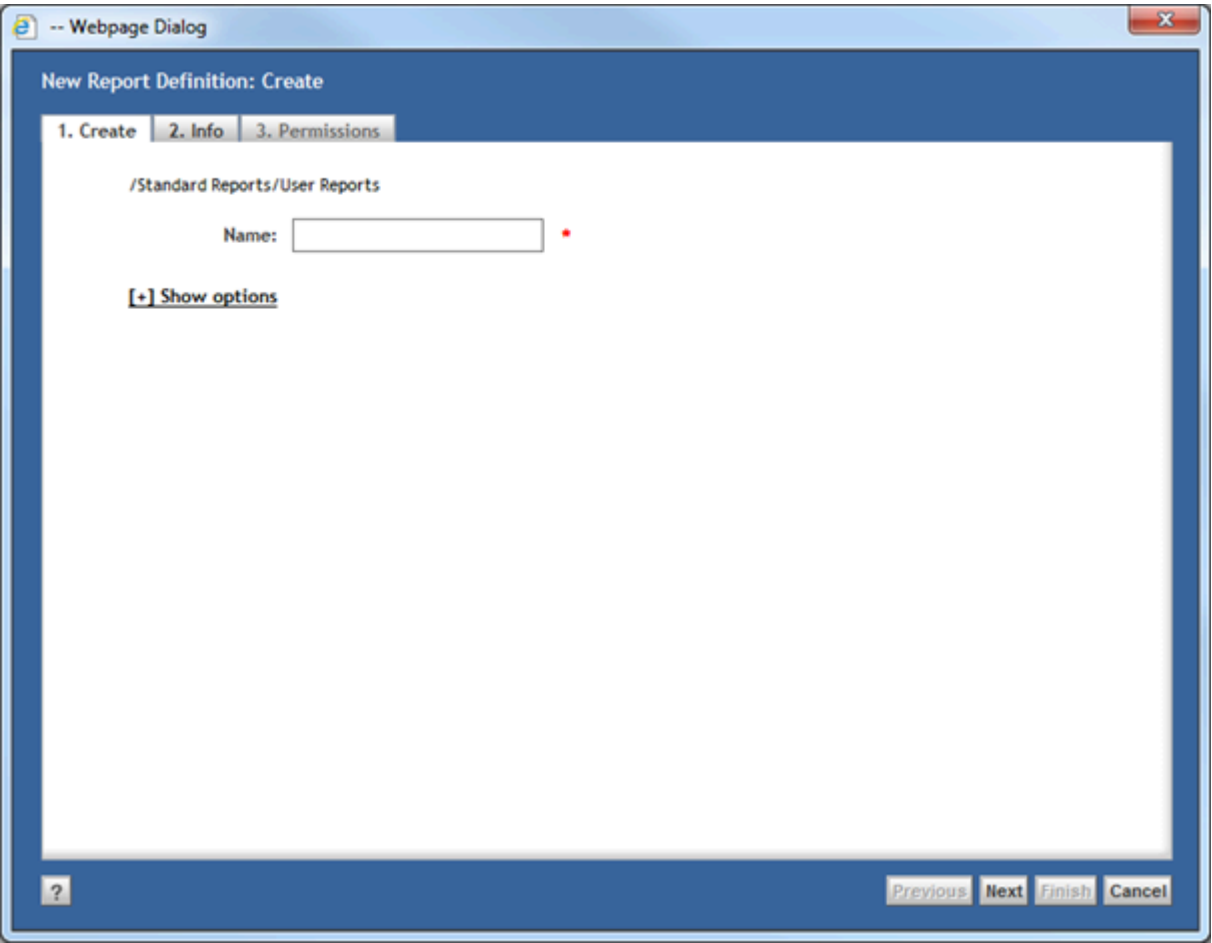 -- Webpage Dialog
New Report Definition: Create
1. Create 2. Info 3. Permissions
/Standard Reports/User Reports
Name: *
[+] Show options
? Previous Next Finish Cancel